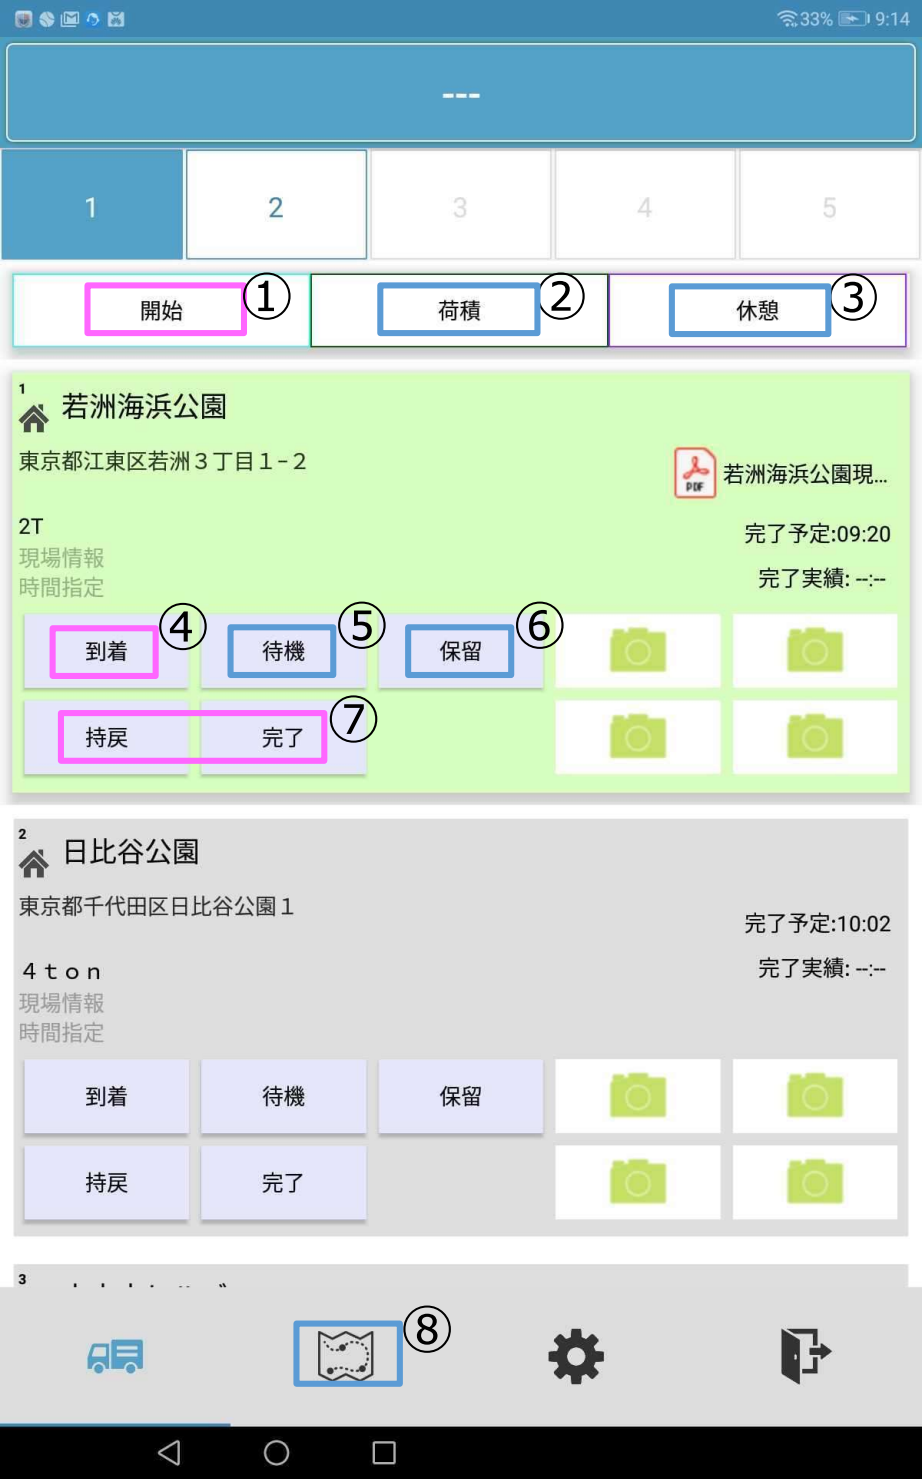 33% 9:14
---
1 2 3 4 5
開始 ① 荷積 ② 休憩 ③
1
若洲海浜公園
東京都江東区若洲３丁目１−２
PDF 若洲海浜公園現...
2T
完了予定:09:20
現場情報
完了実績: --:--
時間指定
到着 ④ 待機 ⑤ 保留 ⑥
持戻 完了 ⑦
2
日比谷公園
東京都千代田区日比谷公園１
完了予定:10:02
４ｔｏｎ
完了実績: --:--
現場情報
時間指定
到着 待機 保留
持戻 完了
3
⑧